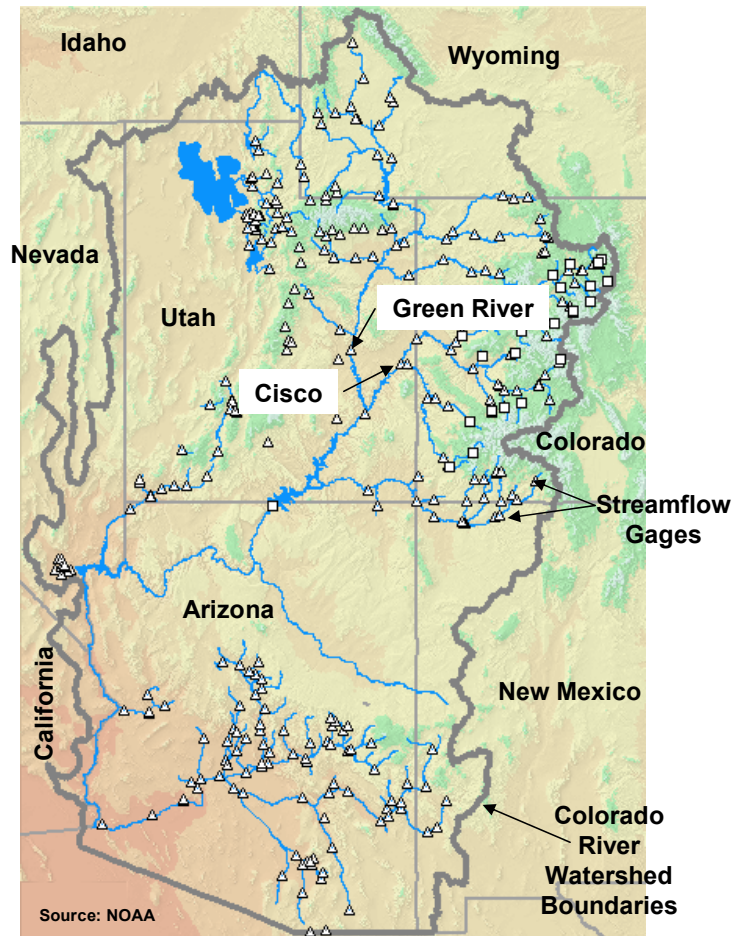 Idaho
Wyoming
Nevada
Utah
Green River
Cisco
Colorado
Streamflow
Gages
Arizona
California
New Mexico
Colorado
River
Watershed
Boundaries
Source: NOAA